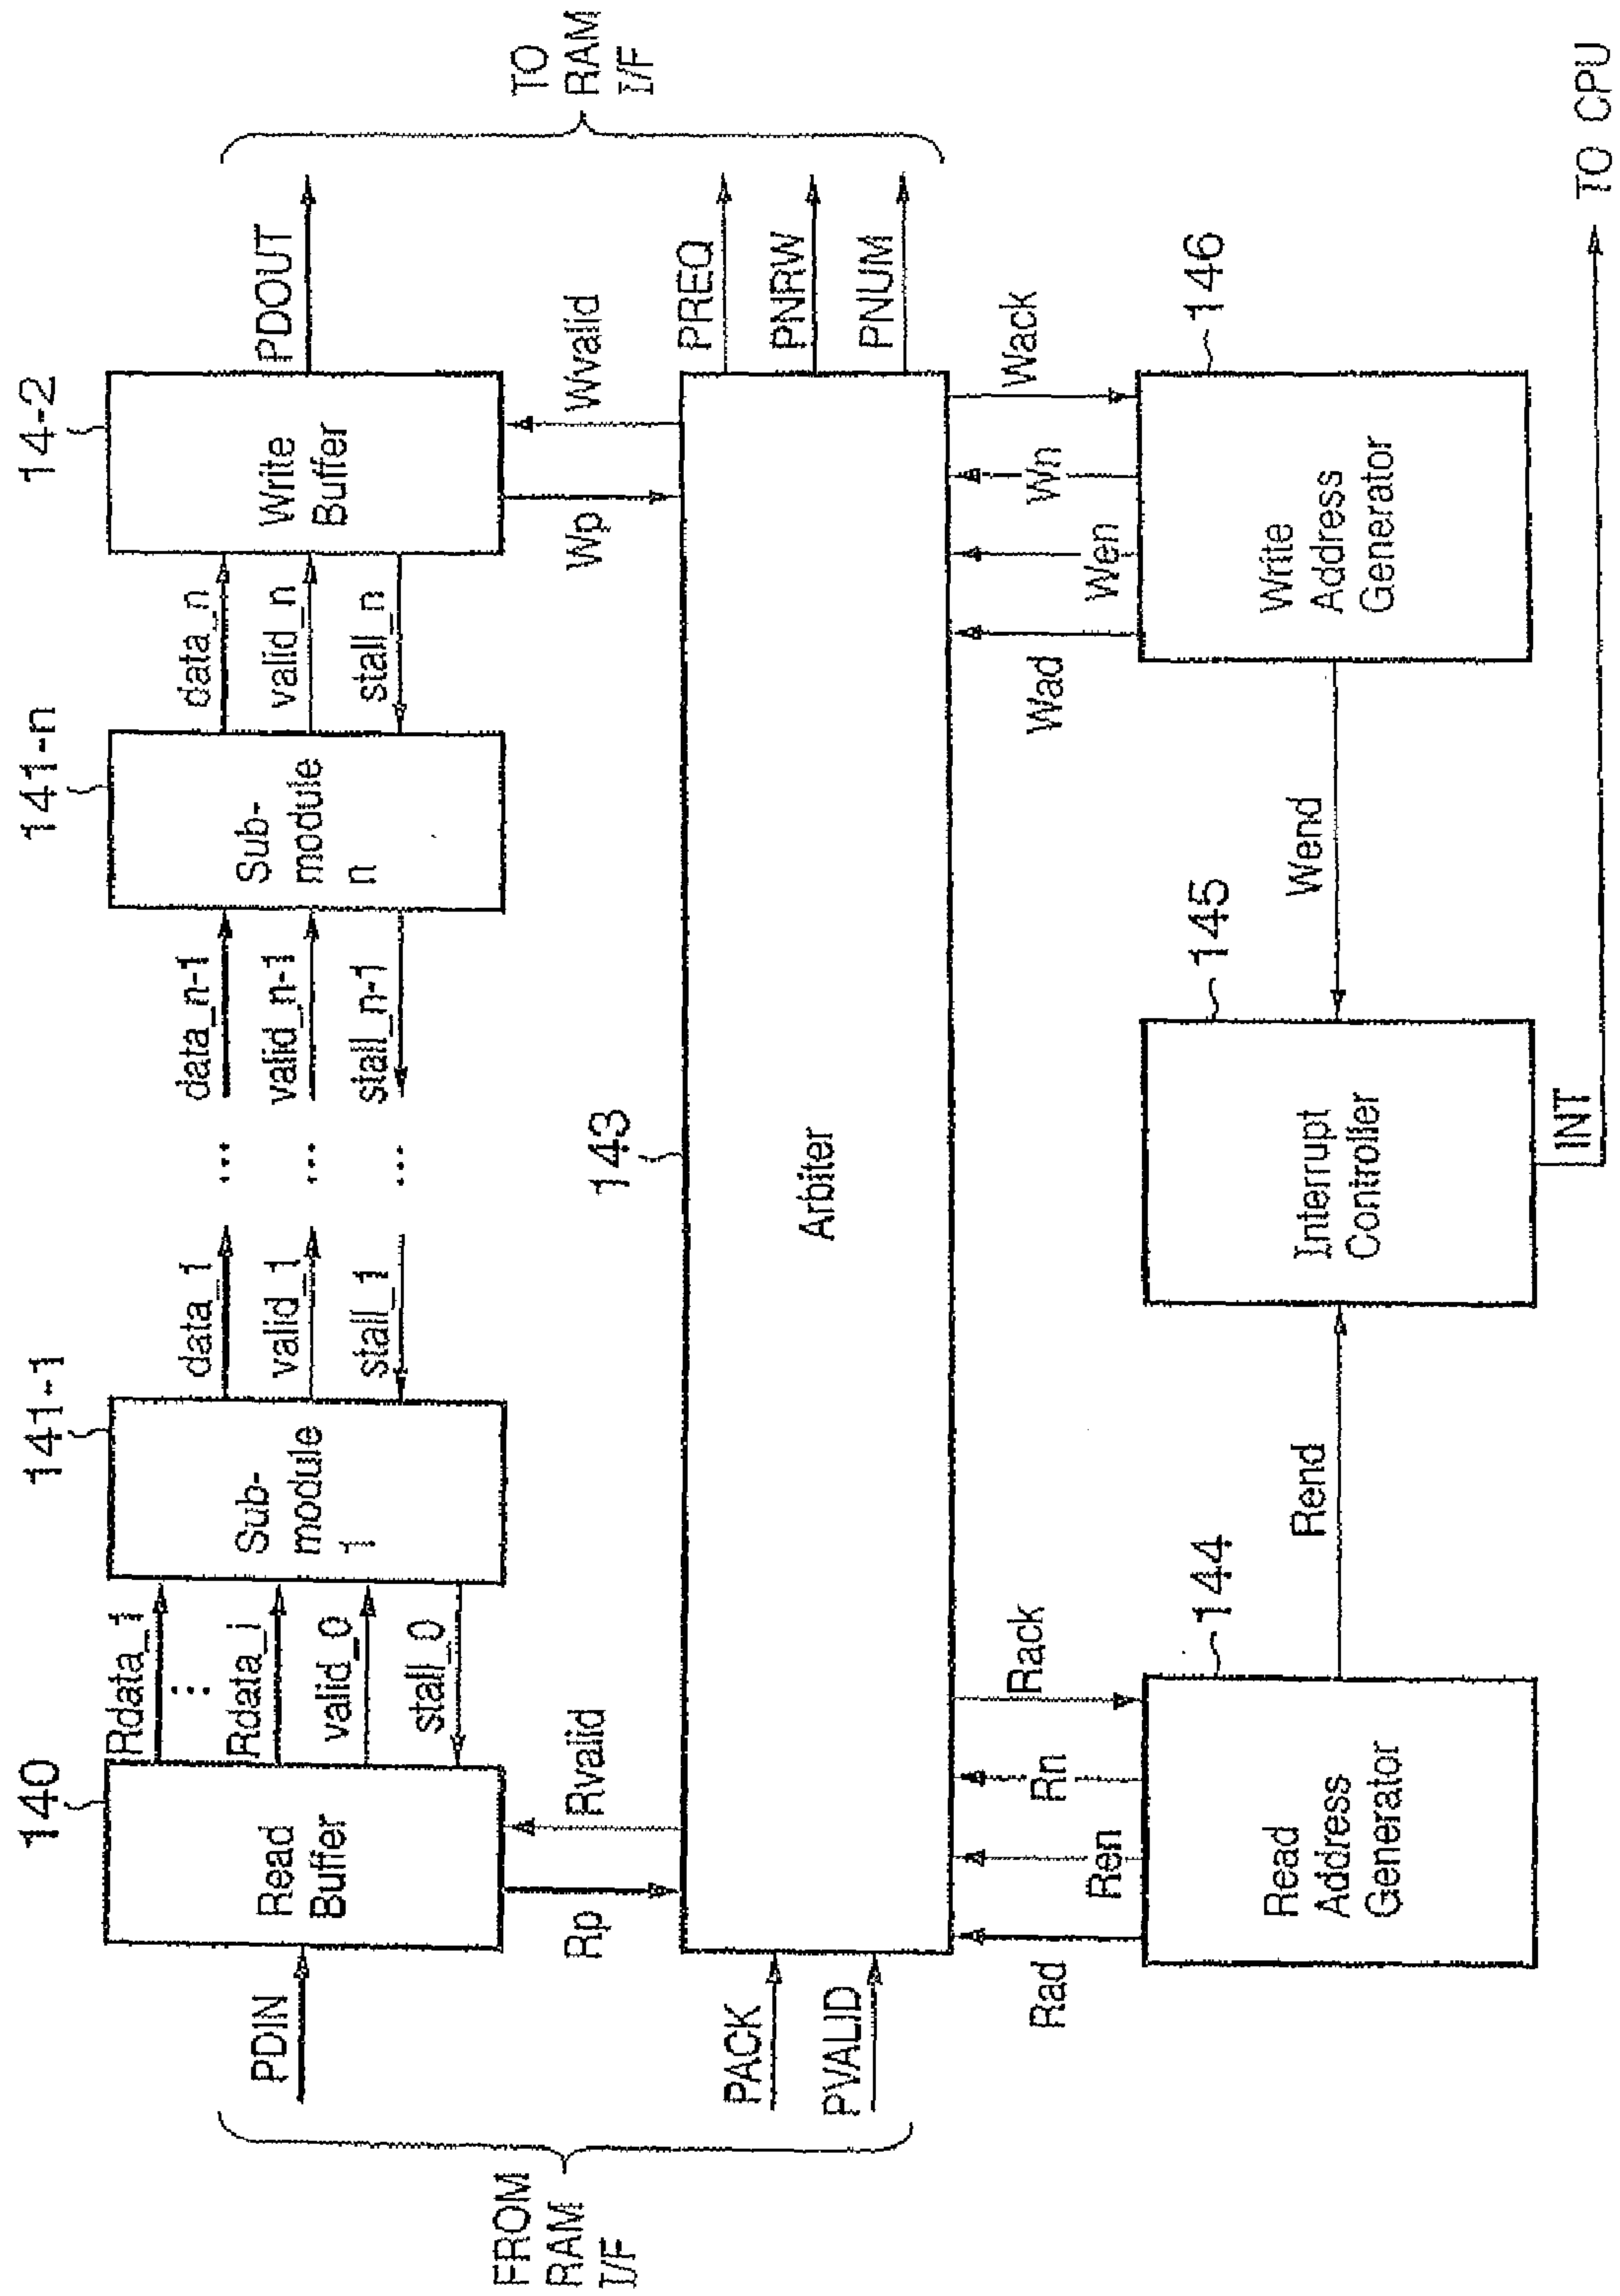 140
141-1
141-n
14-2
PDIN
Read
Buffer
Rdata_1
⋮
Rdata_i
valid_0
stall_0
Sub-
module
1
data_1
valid_1
stall_1
...
...
...
data_n-1
valid_n-1
stall_n-1
Sub-
module
n
data_n
valid_n
stall_n
Write
Buffer
PDOUT
TO
RAM
I/F
FROM
RAM
I/F
Rp
Rvalid
Wp
Wvalid
143
PACK
PVALID
Arbiter
PREQ
PNRW
PNUM
Rad
Ren
Rn
Rack
Wad
Wen
Wn
Wack
144
Read
Address
Generator
Rend
145
Interrupt
Controller
Wend
146
Write
Address
Generator
INT
TO CPU